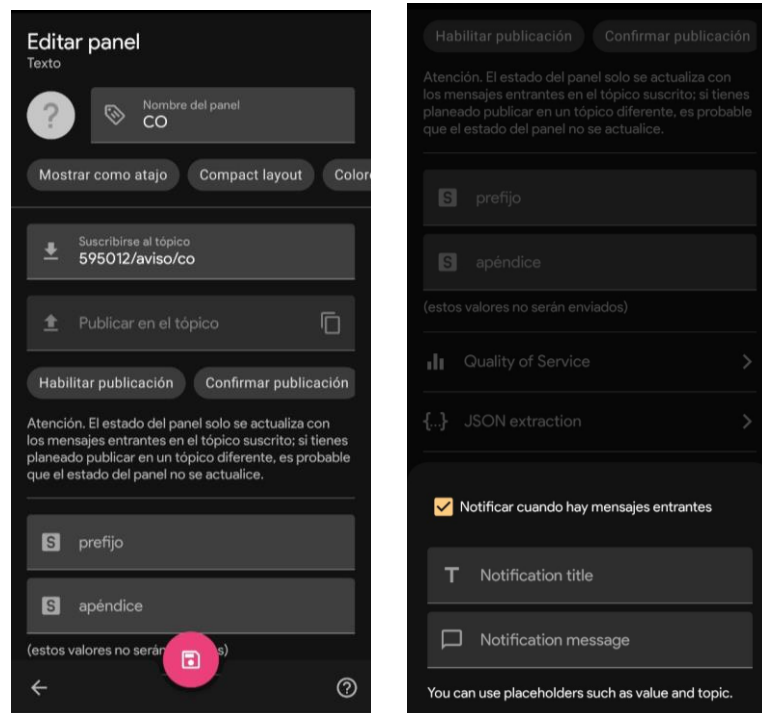 Editar panel
Texto
Nombre del panel
CO
Mostrar como atajo
Compact layout
Color
Suscribirse al tópico
595012/aviso/co
Publicar en el tópico
Habilitar publicación
Confirmar publicación
Atención. El estado del panel solo se actualiza con
los mensajes entrantes en el tópico suscrito; si tienes
planeado publicar en un tópico diferente, es probable
que el estado del panel no se actualice.
S prefijo
S apéndice
(estos valores no serán s)
Habilitar publicación
Confirmar publicación
Atención. El estado del panel solo se actualiza con
los mensajes entrantes en el tópico suscrito; si tienes
planeado publicar en un tópico diferente, es probable
que el estado del panel no se actualice.
S prefijo
S apéndice
(estos valores no serán enviados)
Quality of Service
{...} JSON extraction
Notificar cuando hay mensajes entrantes
T Notification title
Notification message
You can use placeholders such as value and topic.